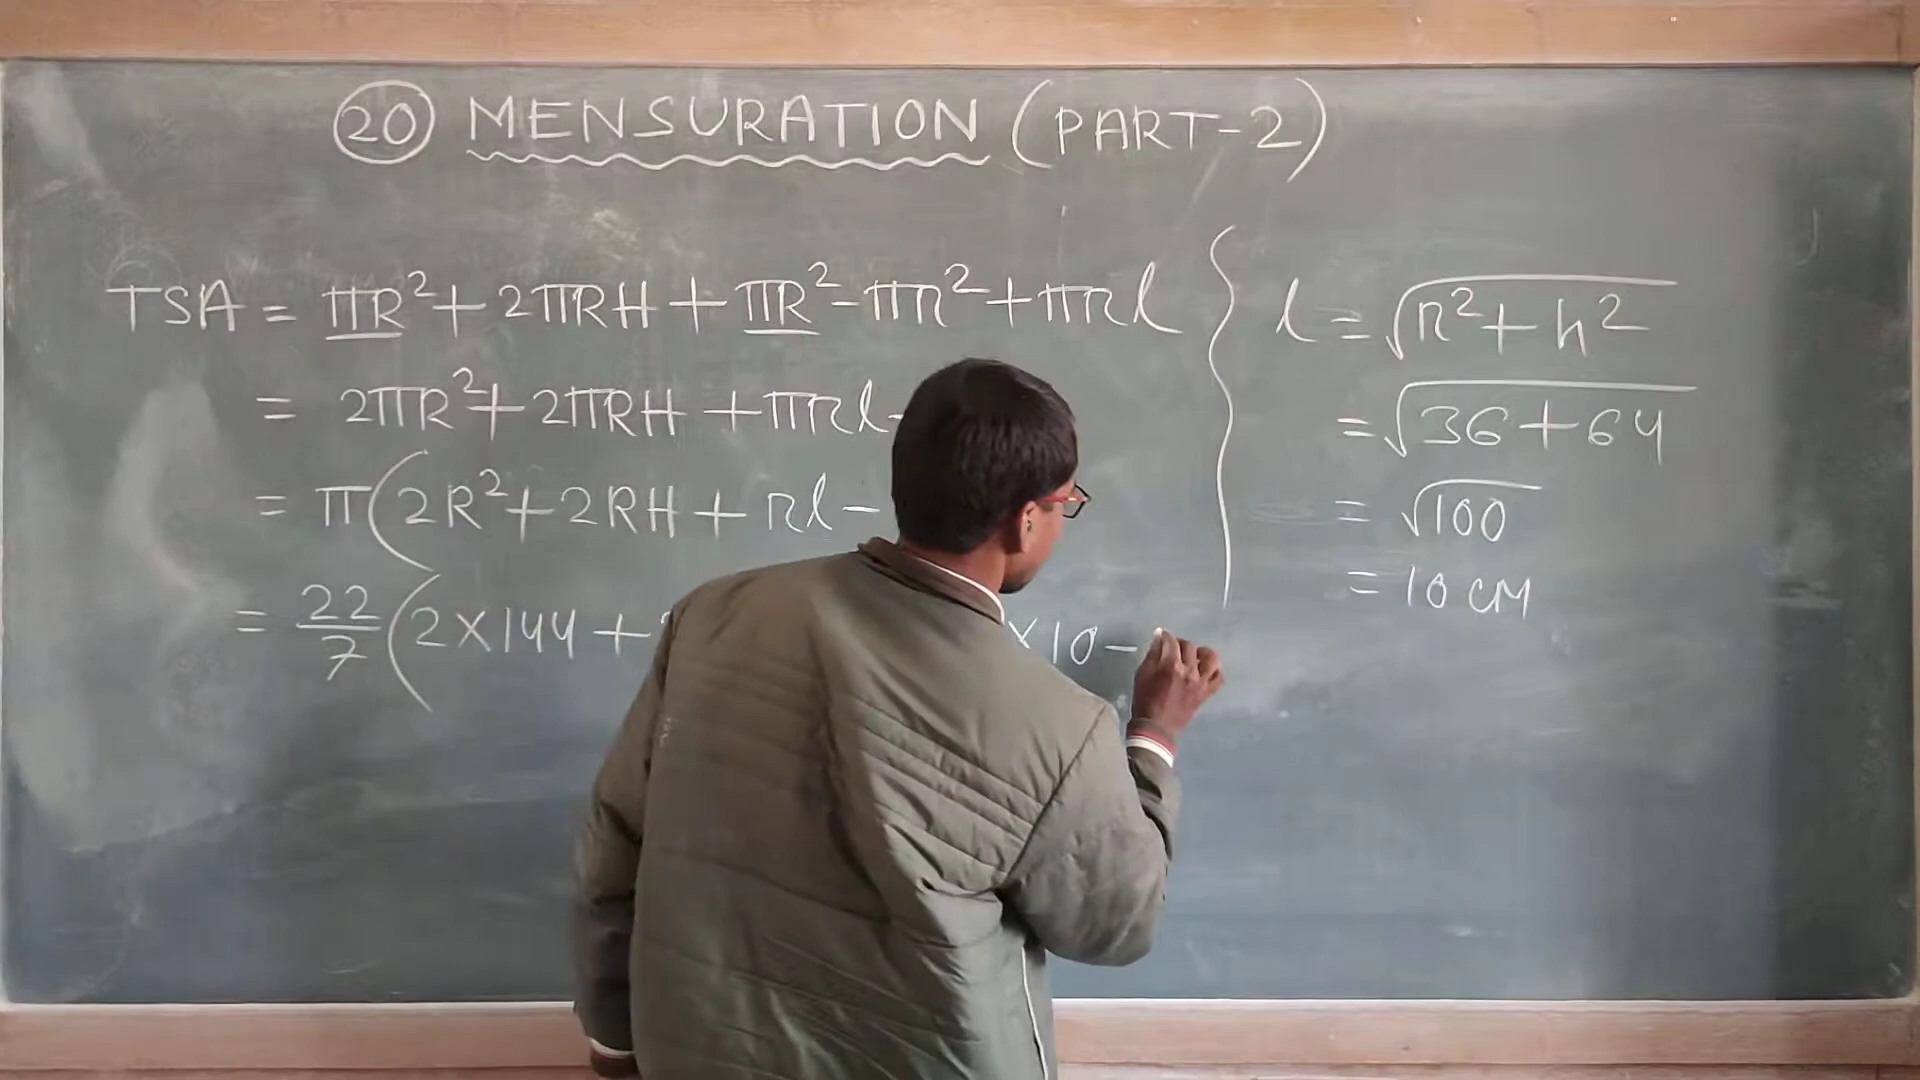 20 MENSURATION (PART-2)
TSA = πR² + 2πRH + πR² - πr² + πrl
= 2πR² + 2πRH + πrl -
= π(2R² + 2RH + rl -
= 22/7 (2×144 + ×10 -
l = √r² + h²
= √36 + 64
= √100
= 10 CM